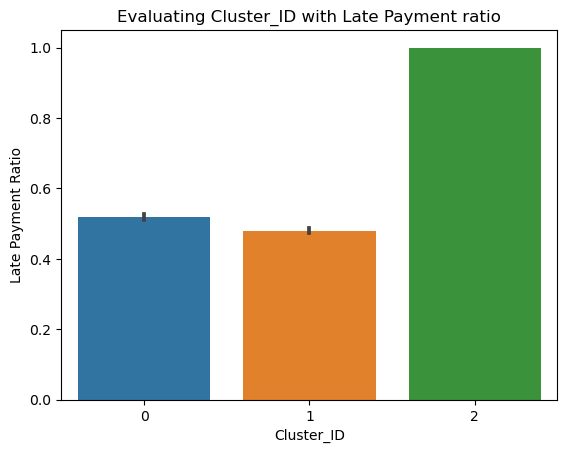 Evaluating Cluster_ID with Late Payment ratio
1.0
0.8
0.6
0.4
0.2
0.0
Late Payment Ratio
0 1 2
Cluster_ID